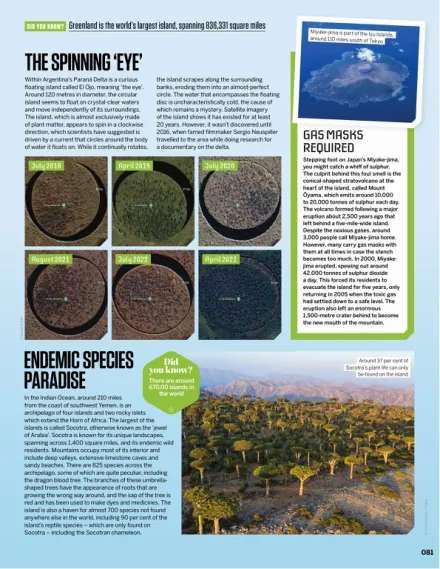 DID YOU KNOW? Greenland is the world's largest island, spanning 836,331 square miles
THE SPINNING 'EYE'
Within Argentina's Paraná Delta is a curious
floating island called El Ojo, meaning 'the eye'.
Around 120 metres in diameter, the circular
island seems to float on crystal-clear waters
and move independently of its surroundings.
The island, which is almost exclusively made
of plant matter, appears to spin in a clockwise
direction, which scientists have suggested is
driven by a current that circles around the body
of water it floats on. While it continually rotates,
the island scrapes along the surrounding
banks, eroding them into an almost-perfect
circle. The water that encompasses the floating
disc is uncharacteristically cold, the cause of
which remains a mystery. Satellite imagery
of the island shows it has existed for at least
20 years. However, it wasn't discovered until
2016, when famed filmmaker Sergio Neuspiller
travelled to the area while doing research for
a documentary on the delta.
July 2018
April 2019
July 2020
August 2021
July 2022
April 2023
Miyake-jima is part of the Izu Islands,
around 110 miles south of Tokyo
GAS MASKS
REQUIRED
Stepping foot on Japan's Miyake-jima,
you might catch a whiff of sulphur.
The culprit behind this foul smell is the
conical-shaped stratovolcano at the
heart of the island, called Mount
Oyama, which emits around 10,000
to 20,000 tonnes of sulphur each day.
The volcano formed following a major
eruption about 2,500 years ago that
left behind a five-mile-wide island.
Despite the noxious gases, around
3,000 people call Miyake-jima home.
However, many carry gas masks with
them at all times in case the stench
becomes too much. In 2000, Miyake-
jima erupted, spewing out around
42,000 tonnes of sulphur dioxide
a day. This forced its residents to
evacuate the island for five years, only
returning in 2005 when the toxic gas
had settled down to a safe level. The
eruption also left an enormous
1,500-metre crater behind to become
the new mouth of the mountain.
ENDEMIC SPECIES
PARADISE
In the Indian Ocean, around 210 miles
from the coast of southwest Yemen, is an
archipelago of four islands and two rocky islets
which extend the Horn of Africa. The largest of the
islands is called Socotra, otherwise known as the 'jewel
of Arabia'. Socotra is known for its unique landscapes,
spanning across 1,400 square miles, and its endemic wild
residents. Mountains occupy most of its interior and
include deep valleys, extensive limestone caves and
sandy beaches. There are 825 species across the
archipelago, some of which are quite peculiar, including
the dragon blood tree. The branches of these umbrella-
shaped trees have the appearance of roots that are
growing the wrong way around, and the sap of the tree is
red and has been used to make dyes and medicines. The
island is also a haven for almost 700 species not found
anywhere else in the world, including 90 per cent of the
island's reptile species – which are only found on
Socotra – including the Socotran chameleon.
Did
you know?
There are around
670,00 islands in
the world
Around 37 per cent of
Socotra's plant life can only
be found on the island
081